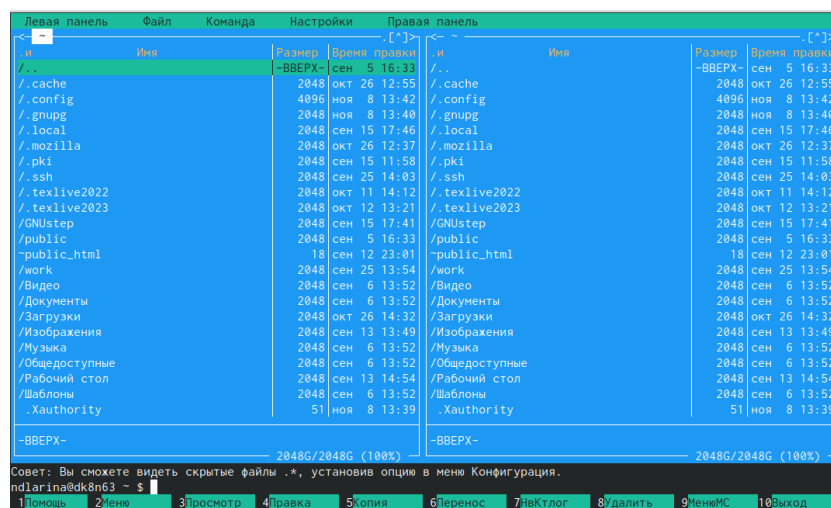 Левая панель Файл Команда Настройки Правая панель
<— ~ —.[^]> <— ~ —.[^]>
.и Имя Размер Время правки .и Имя Размер Время правки
/.. -ВВЕРХ- сен 5 16:33 /.. -ВВЕРХ- сен 5 16:33
/.cache 2048 окт 26 12:55 /.cache 2048 окт 26 12:55
/.config 4096 ноя 8 13:42 /.config 4096 ноя 8 13:42
/.gnupg 2048 ноя 8 13:40 /.gnupg 2048 ноя 8 13:40
/.local 2048 сен 15 17:46 /.local 2048 сен 15 17:46
/.mozilla 2048 окт 26 12:37 /.mozilla 2048 окт 26 12:37
/.pki 2048 сен 15 11:58 /.pki 2048 сен 15 11:58
/.ssh 2048 сен 25 14:03 /.ssh 2048 сен 25 14:03
/.texlive2022 2048 окт 11 14:12 /.texlive2022 2048 окт 11 14:12
/.texlive2023 2048 окт 12 13:21 /.texlive2023 2048 окт 12 13:21
/GNUstep 2048 сен 15 17:41 /GNUstep 2048 сен 15 17:41
/public 2048 сен 5 16:33 /public 2048 сен 5 16:33
~public_html 18 сен 12 23:01 ~public_html 18 сен 12 23:01
/work 2048 сен 25 13:54 /work 2048 сен 25 13:54
/Видео 2048 сен 6 13:52 /Видео 2048 сен 6 13:52
/Документы 2048 сен 6 13:52 /Документы 2048 сен 6 13:52
/Загрузки 2048 окт 26 14:32 /Загрузки 2048 окт 26 14:32
/Изображения 2048 сен 13 13:49 /Изображения 2048 сен 13 13:49
/Музыка 2048 сен 6 13:52 /Музыка 2048 сен 6 13:52
/Общедоступные 2048 сен 6 13:52 /Общедоступные 2048 сен 6 13:52
/Рабочий стол 2048 сен 13 14:54 /Рабочий стол 2048 сен 13 14:54
/Шаблоны 2048 сен 6 13:52 /Шаблоны 2048 сен 6 13:52
.Xauthority 51 ноя 8 13:39 .Xauthority 51 ноя 8 13:39
-ВВЕРХ- -ВВЕРХ-
2048G/2048G (100%) 2048G/2048G (100%)
Совет: Вы сможете видеть скрытые файлы .*, установив опцию в меню Конфигурация.
ndlarina@dk8n63 ~ $
1Помощь 2Меню 3Просмотр 4Правка 5Копия 6Перенос 7НвКтлог 8Удалить 9МенюМС 10Выход